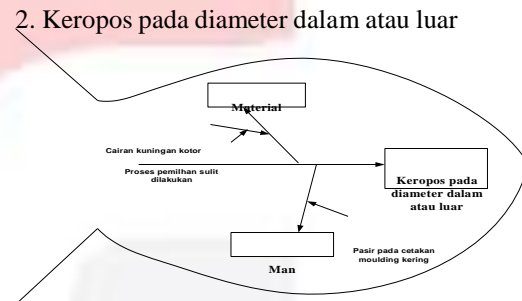 2. Keropos pada diameter dalam atau luar
Material
Cairan kuningan kotor
Proses pemilhan sulit
dilakukan
Keropos pada
diameter dalam
atau luar
Pasir pada cetakan
moulding kering
Man